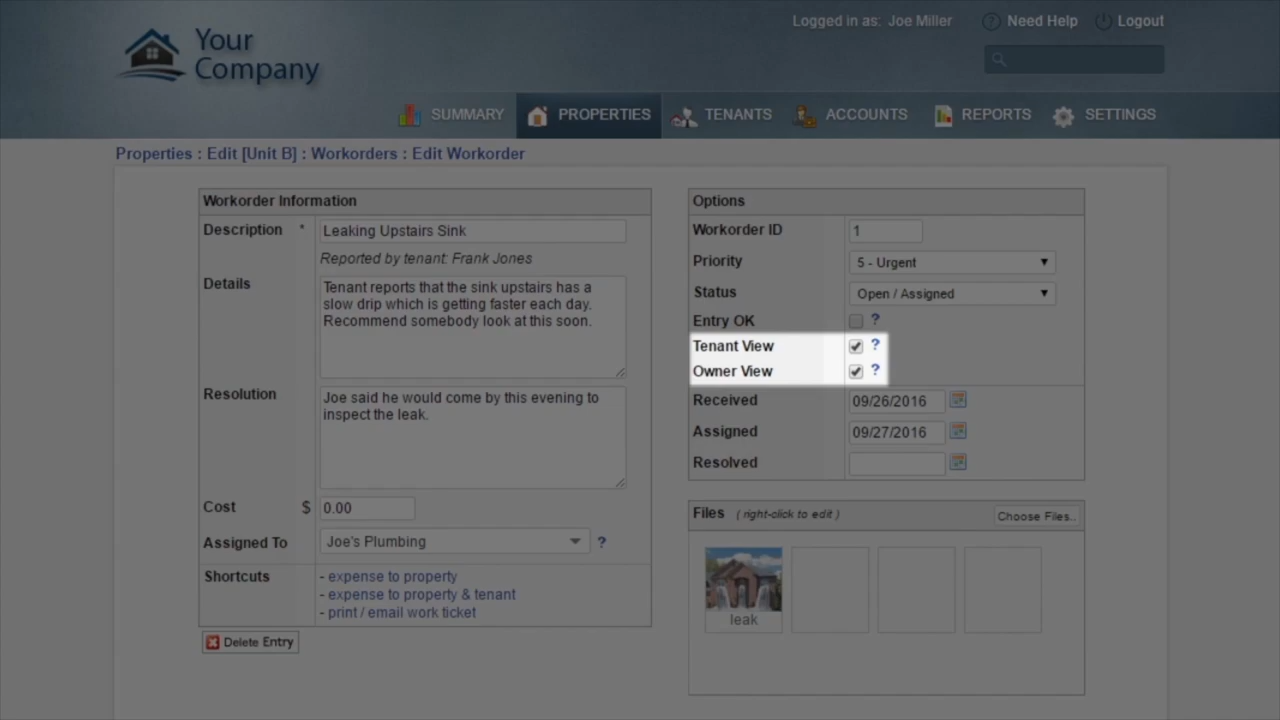 Logged in as: Joe Miller
Need Help
Logout
Your
Company
SUMMARY
PROPERTIES
TENANTS
ACCOUNTS
REPORTS
SETTINGS
Properties : Edit [Unit B] : Workorders : Edit Workorder
Workorder Information
Description * Leaking Upstairs Sink
Reported by tenant: Frank Jones
Details
Tenant reports that the sink upstairs has a
slow drip which is getting faster each day.
Recommend somebody look at this soon.
Resolution
Joe said he would come by this evening to
inspect the leak.
Cost $ 0.00
Assigned To Joe's Plumbing ?
Shortcuts
- expense to property
- expense to property & tenant
- print / email work ticket
Delete Entry
Options
Workorder ID 1
Priority 5 - Urgent
Status Open / Assigned
Entry OK ?
Tenant View ?
Owner View ?
Received 09/26/2016
Assigned 09/27/2016
Resolved
Files ( right-click to edit ) Choose Files..
leak